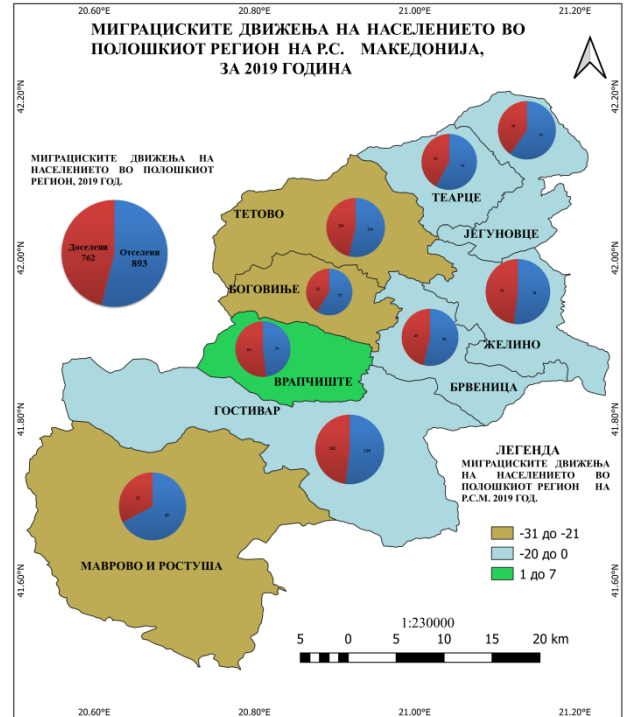 20.60°E 20.80°E 21.00°E 21.20°E
МИГРАЦИСКИТЕ ДВИЖЕЊА НА НАСЕЛЕНИЕТО ВО
ПОЛОШКИОТ РЕГИОН НА Р.С. МАКЕДОНИЈА,
ЗА 2019 ГОДИНА
42.20°N
42.20°N
МИГРАЦИСКИТЕ ДВИЖЕЊА НА
НАСЕЛЕНИЕТО ВО ПОЛОШКИОТ
РЕГИОН, 2019 ГОД.
Доселени
762
Отселени
893
ТЕАРЦЕ
ТЕТОВО
ЈЕГУНОВЦЕ
42.00°N
42.00°N
БОГОВИЊЕ
ЖЕЛИНО
ВРАПЧИШТЕ
БРВЕНИЦА
ГОСТИВАР
41.80°N
41.80°N
ЛЕГЕНДА
МИГРАЦИСКИТЕ ДВИЖЕЊА
НА НАСЕЛЕНИЕТО ВО
ПОЛОШКИОТ РЕГИОН НА
Р.С.М. 2019 ГОД.
-31 до -21
-20 до 0
1 до 7
МАВРОВО И РОСТУША
41.60°N
41.60°N
1:230000
5 0 5 10 15 20 km
20.60°E 20.80°E 21.00°E 21.20°E